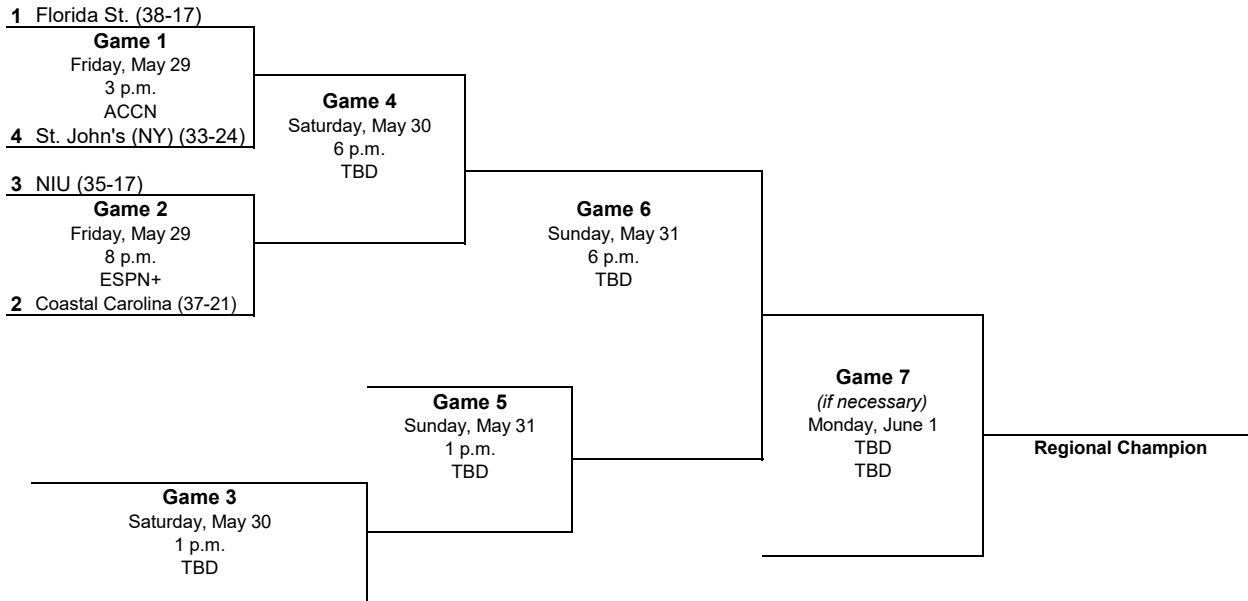 1 Florida St. (38-17)
Game 1
Friday, May 29
3 p.m.
ACCN
4 St. John's (NY) (33-24)
3 NIU (35-17)
Game 2
Friday, May 29
8 p.m.
ESPN+
2 Coastal Carolina (37-21)
Game 4
Saturday, May 30
6 p.m.
TBD
Game 6
Sunday, May 31
6 p.m.
TBD
Game 5
Sunday, May 31
1 p.m.
TBD
Game 3
Saturday, May 30
1 p.m.
TBD
Game 7
(if necessary)
Monday, June 1
TBD
TBD
Regional Champion